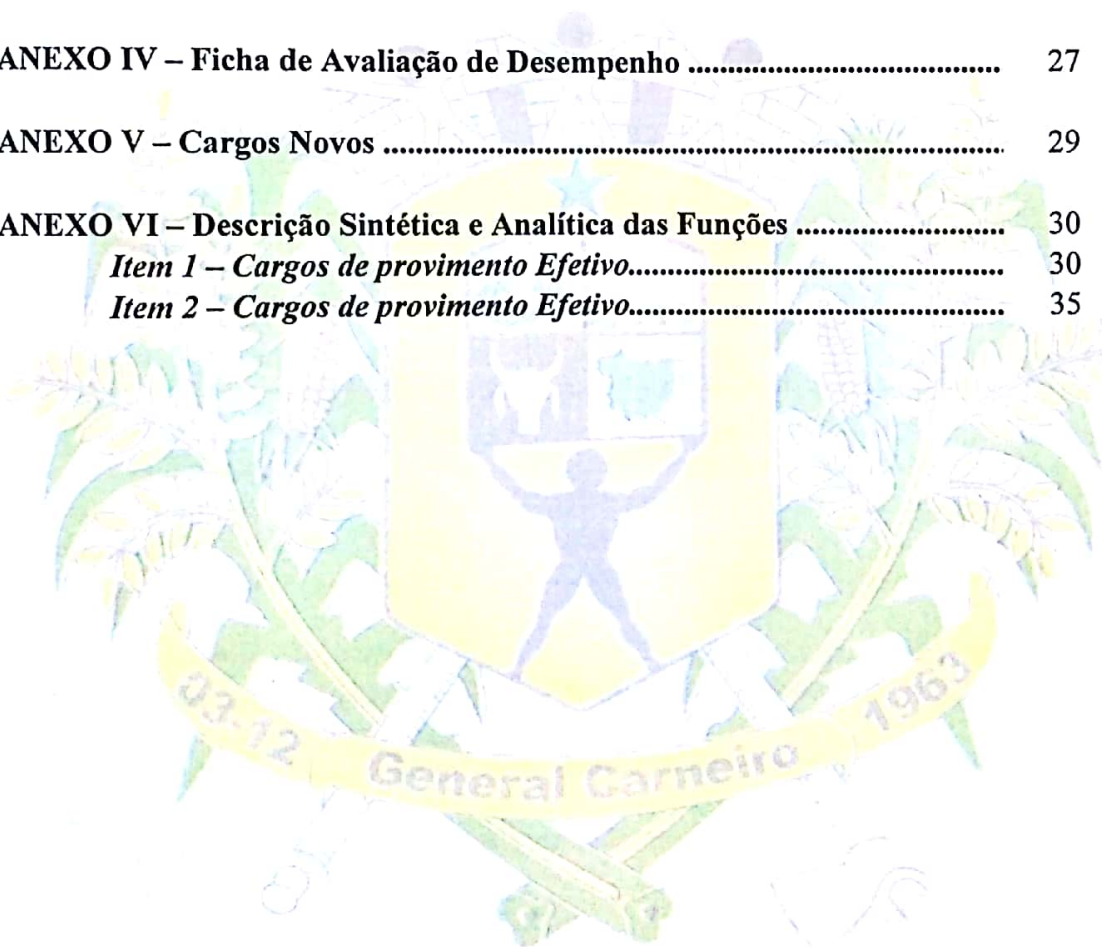 ANEXO IV – Ficha de Avaliação de Desempenho ...................................... 27
ANEXO V – Cargos Novos ........................................................................... 29
ANEXO VI – Descrição Sintética e Analítica das Funções ......................... 30
Item 1 – Cargos de provimento Efetivo.............................................. 30
Item 2 – Cargos de provimento Efetivo.............................................. 35
03-12 General Carneiro 1963